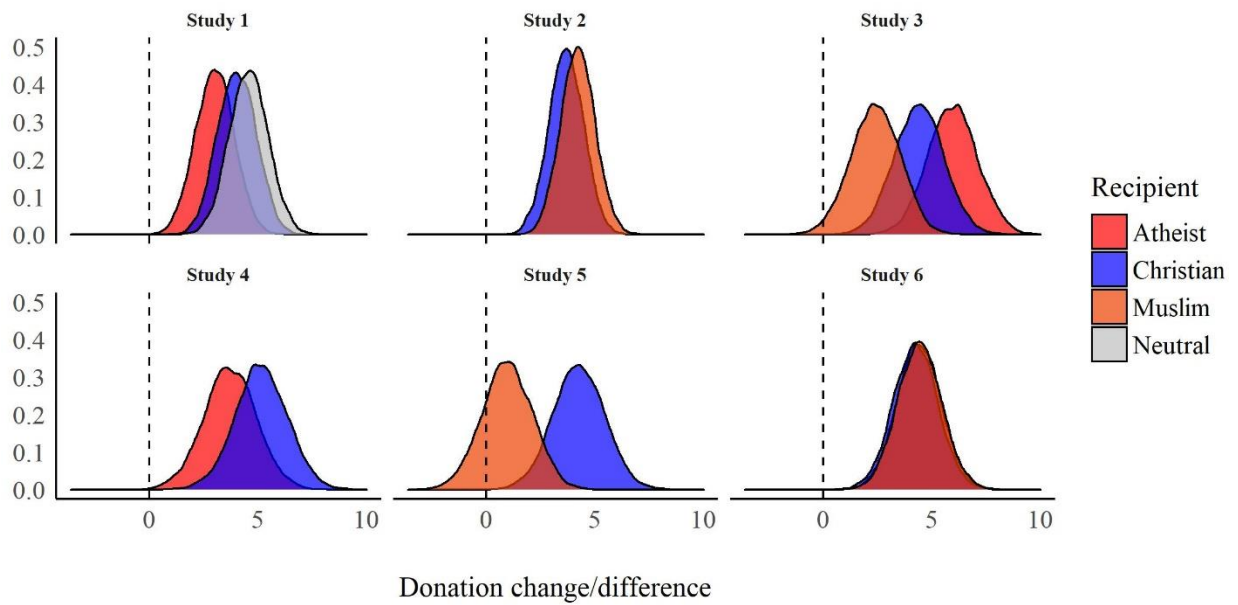 Study 1
Study 2
Study 3
0.5
0.4
0.3
0.2
0.1
0.0
Study 4
Study 5
Study 6
0.5
0.4
0.3
0.2
0.1
0.0
0 5 10
0 5 10
0 5 10
Donation change/difference
Recipient
Atheist
Christian
Muslim
Neutral